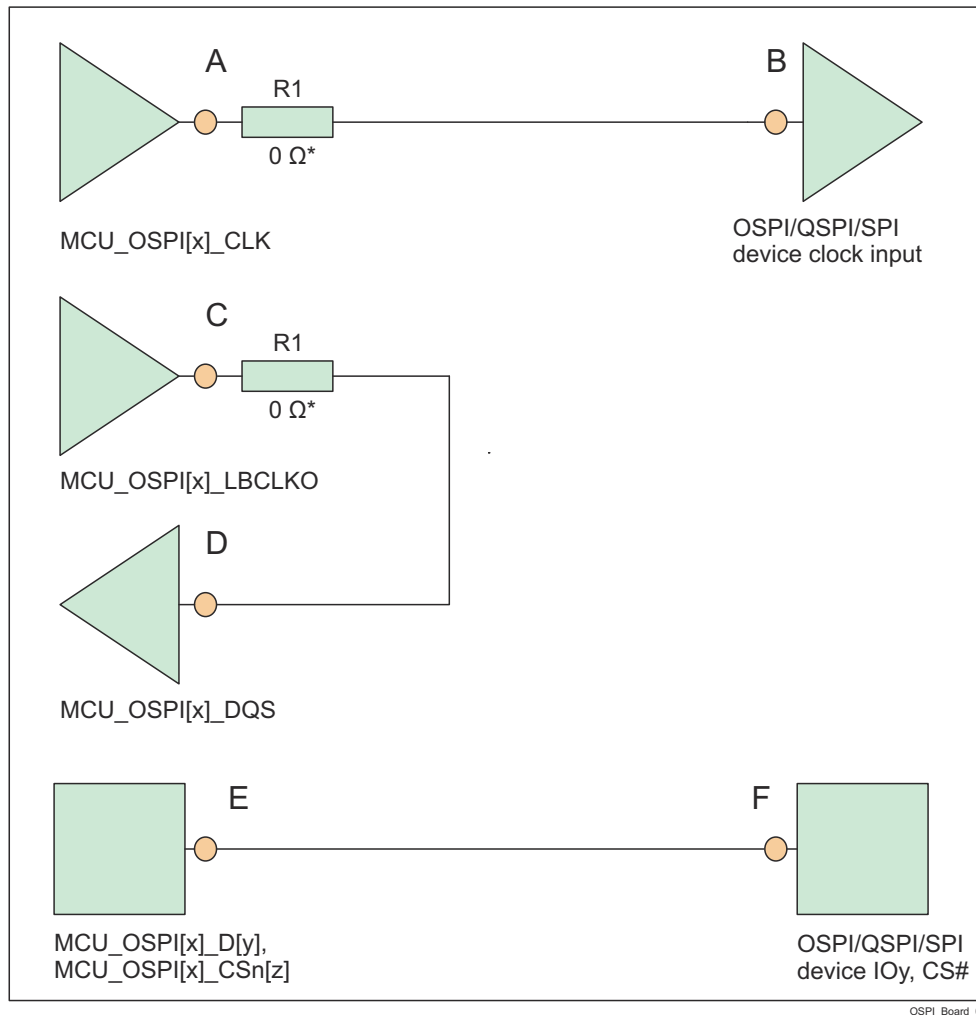 A
R1
B
0 Ω*
MCU_OSPI[x]_CLK
OSPI/QSPI/SPI
device clock input
C
R1
0 Ω*
MCU_OSPI[x]_LBCLKO
D
MCU_OSPI[x]_DQS
E
F
MCU_OSPI[x]_D[y],
MCU_OSPI[x]_CSn[z]
OSPI/QSPI/SPI
device IOy, CS#
OSPI_Board